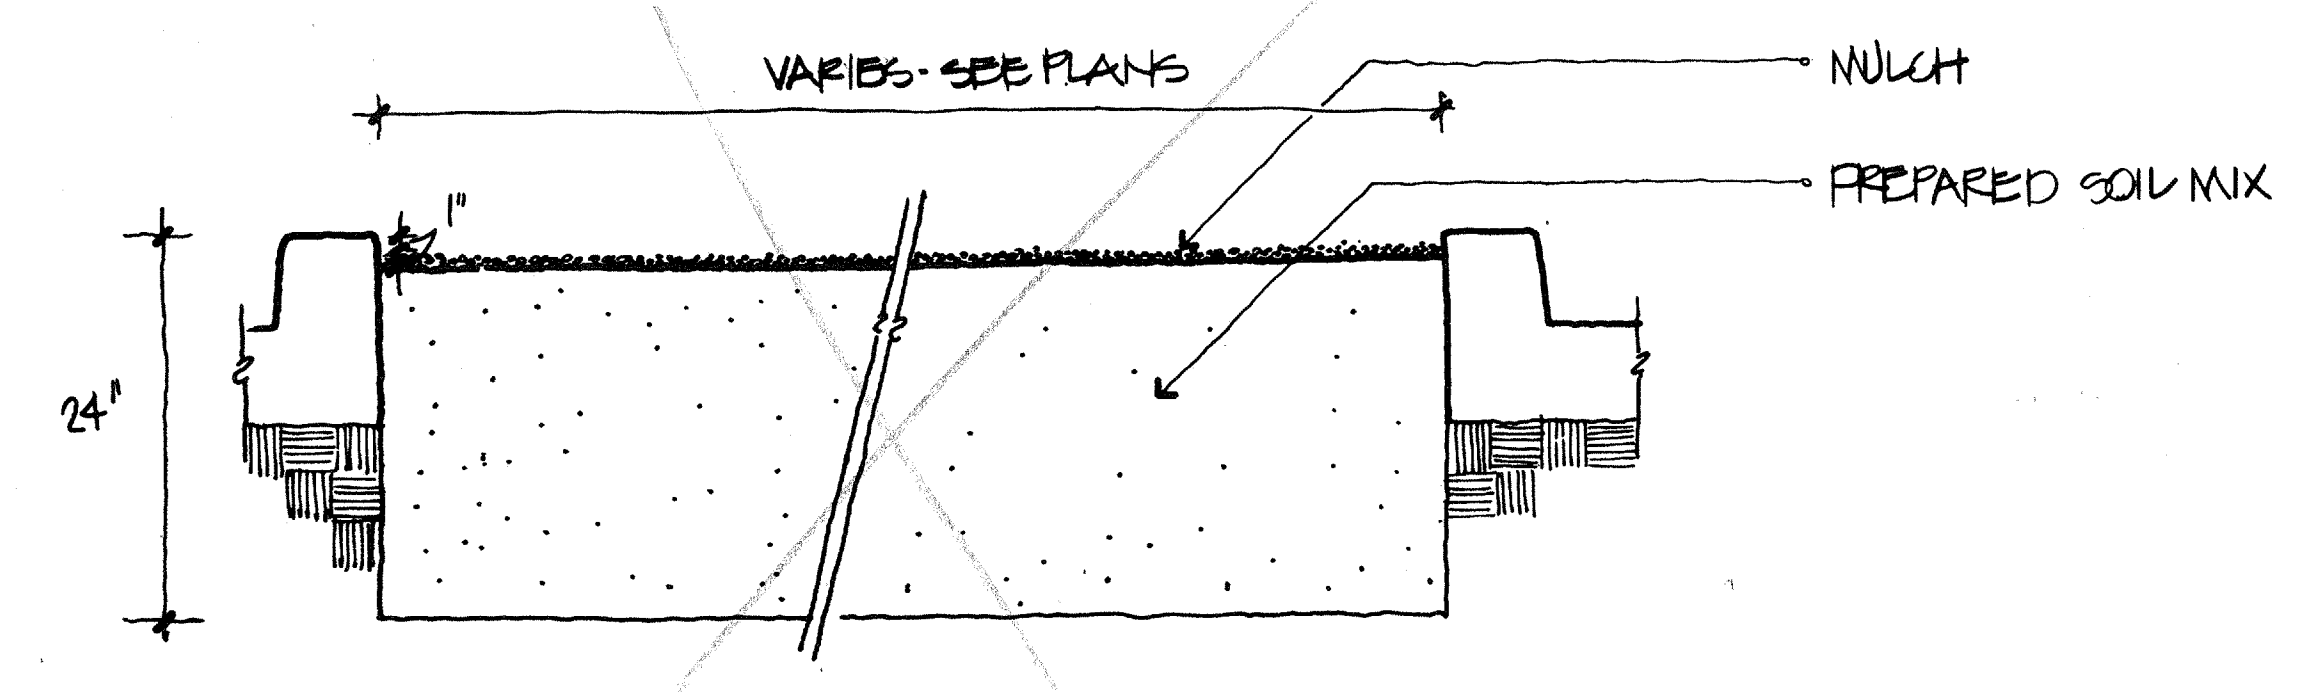 VARIES - SEE PLANS
MULCH
PREPARED SOIL MIX
1"
24"